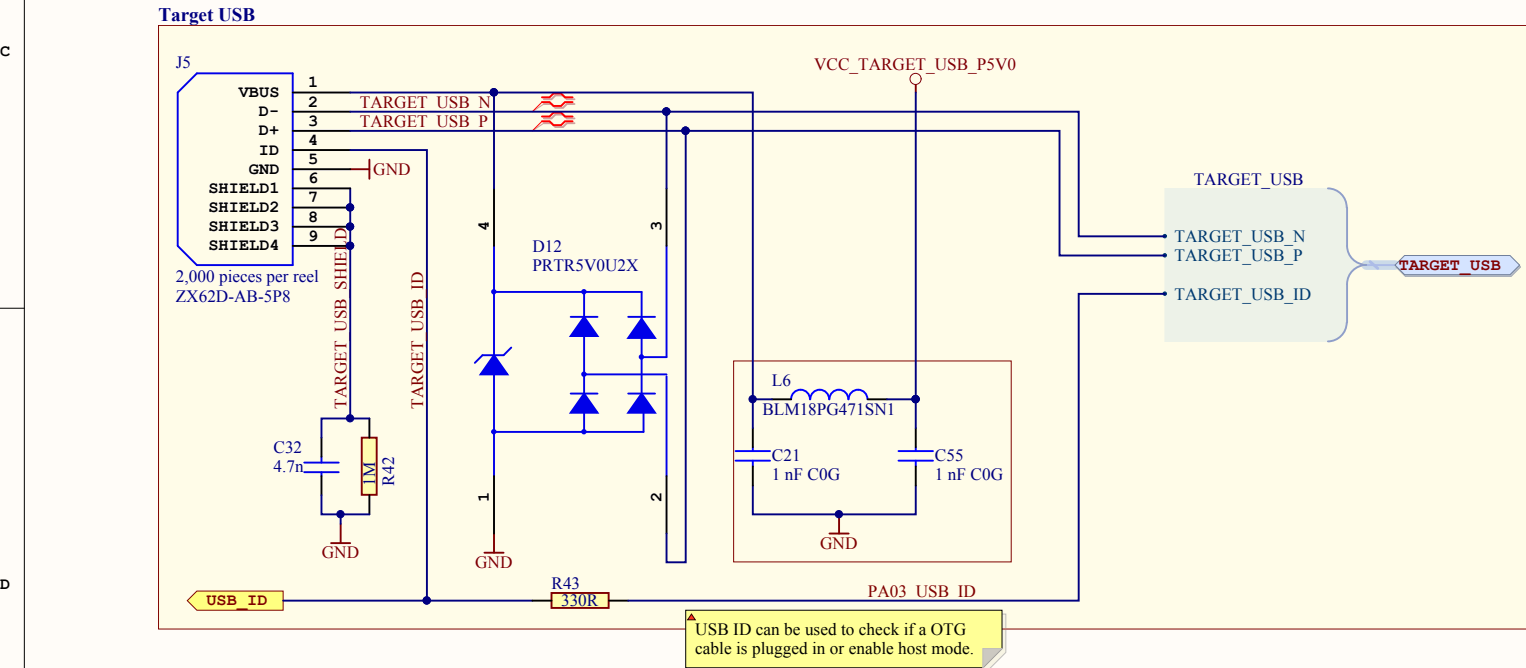 Target USB
C
J5
VBUS 1
D- 2
D+ 3
ID 4
GND 5
SHIELD1 6
SHIELD2 7
SHIELD3 8
SHIELD4 9
2,000 pieces per reel
ZX62D-AB-5P8
TARGET_USB_N
TARGET_USB_P
GND
TARGET_USB_SHIELD
TARGET_USB_ID
C32
4.7n
1M
R42
GND
4
3
D12
PRTR5V0U2X
1
2
GND
VCC_TARGET_USB_P5V0
L6
BLM18PG471SN1
C21
1 nF C0G
C55
1 nF C0G
GND
TARGET_USB
TARGET_USB_N
TARGET_USB_P
TARGET_USB_ID
TARGET_USB
D
USB_ID
R43
330R
PA03_USB_ID
USB ID can be used to check if a OTG
cable is plugged in or enable host mode.